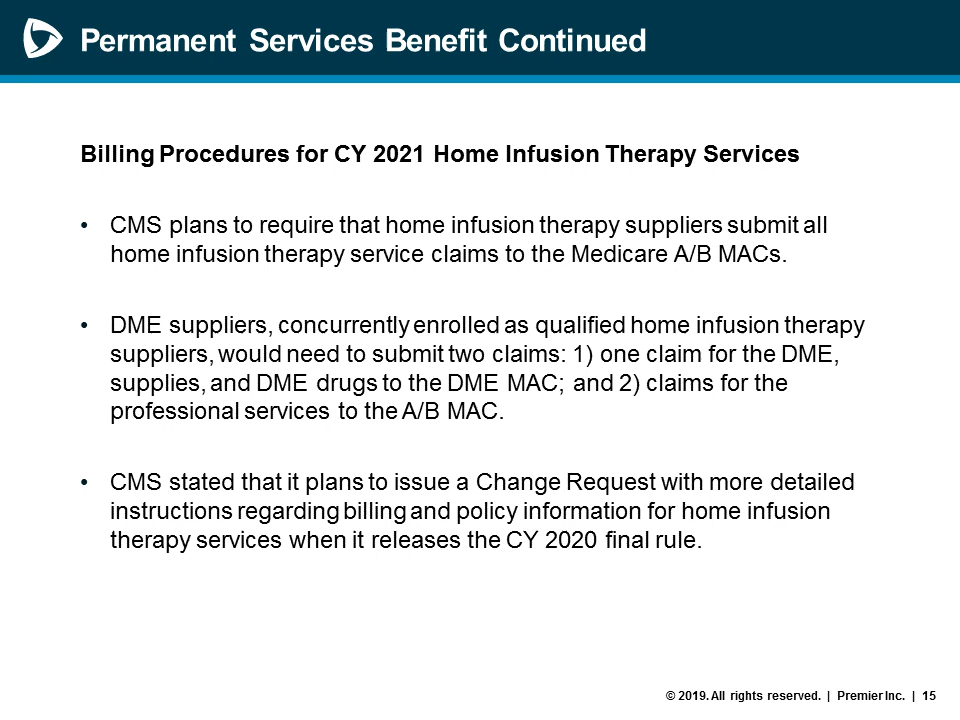 Permanent Services Benefit Continued
Billing Procedures for CY 2021 Home Infusion Therapy Services
• CMS plans to require that home infusion therapy suppliers submit all
home infusion therapy service claims to the Medicare A/B MACs.
• DME suppliers, concurrently enrolled as qualified home infusion therapy
suppliers, would need to submit two claims: 1) one claim for the DME,
supplies, and DME drugs to the DME MAC; and 2) claims for the
professional services to the A/B MAC.
• CMS stated that it plans to issue a Change Request with more detailed
instructions regarding billing and policy information for home infusion
therapy services when it releases the CY 2020 final rule.
© 2019. All rights reserved. | Premier Inc. | 15